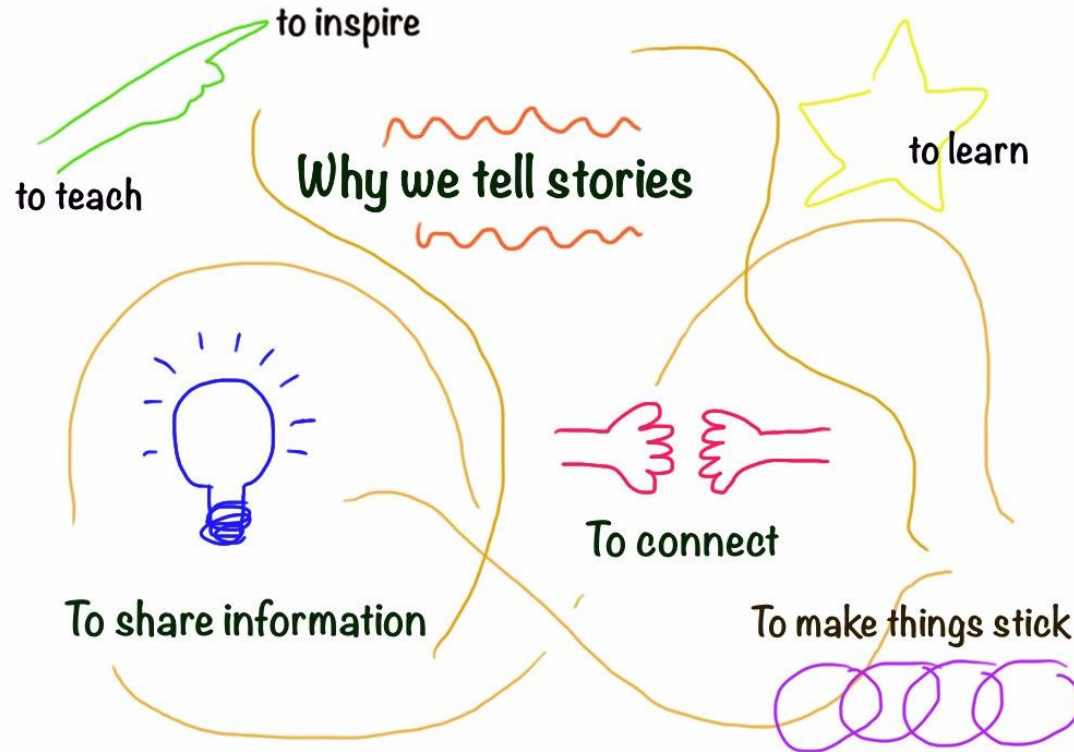 to inspire
to teach
Why we tell stories
to learn
To connect
To share information
To make things stick